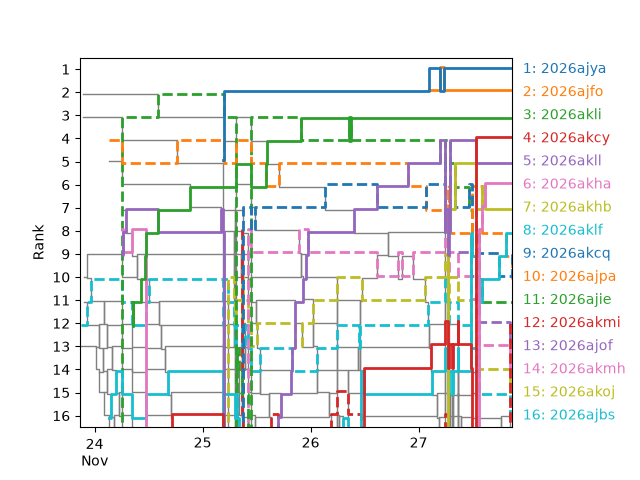 1
2
3
4
5
6
7
8
9
10
11
12
13
14
15
16
Rank
24
25
26
27
Nov
1: 2026ajya
2: 2026ajfo
3: 2026akli
4: 2026akcy
5: 2026akll
6: 2026akha
7: 2026akhb
8: 2026aklf
9: 2026akcq
10: 2026ajpa
11: 2026ajie
12: 2026akmi
13: 2026ajof
14: 2026akmh
15: 2026akoj
16: 2026ajbs